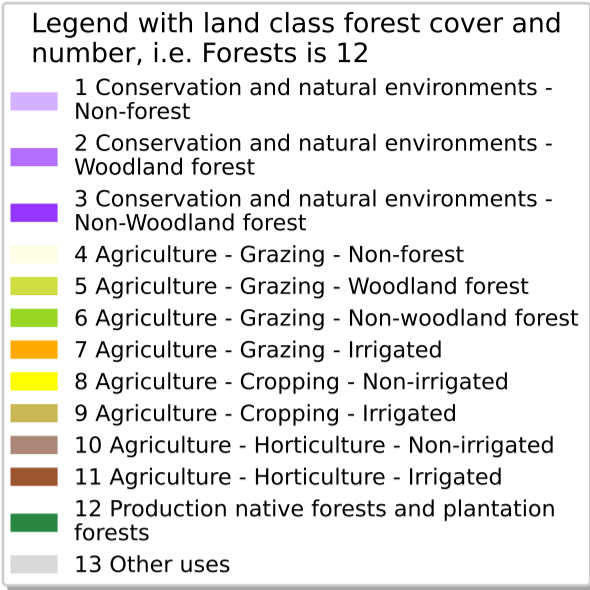 Legend with land class forest cover and
number, i.e. Forests is 12
1 Conservation and natural environments -
Non-forest
2 Conservation and natural environments -
Woodland forest
3 Conservation and natural environments -
Non-Woodland forest
4 Agriculture - Grazing - Non-forest
5 Agriculture - Grazing - Woodland forest
6 Agriculture - Grazing - Non-woodland forest
7 Agriculture - Grazing - Irrigated
8 Agriculture - Cropping - Non-irrigated
9 Agriculture - Cropping - Irrigated
10 Agriculture - Horticulture - Non-irrigated
11 Agriculture - Horticulture - Irrigated
12 Production native forests and plantation
forests
13 Other uses